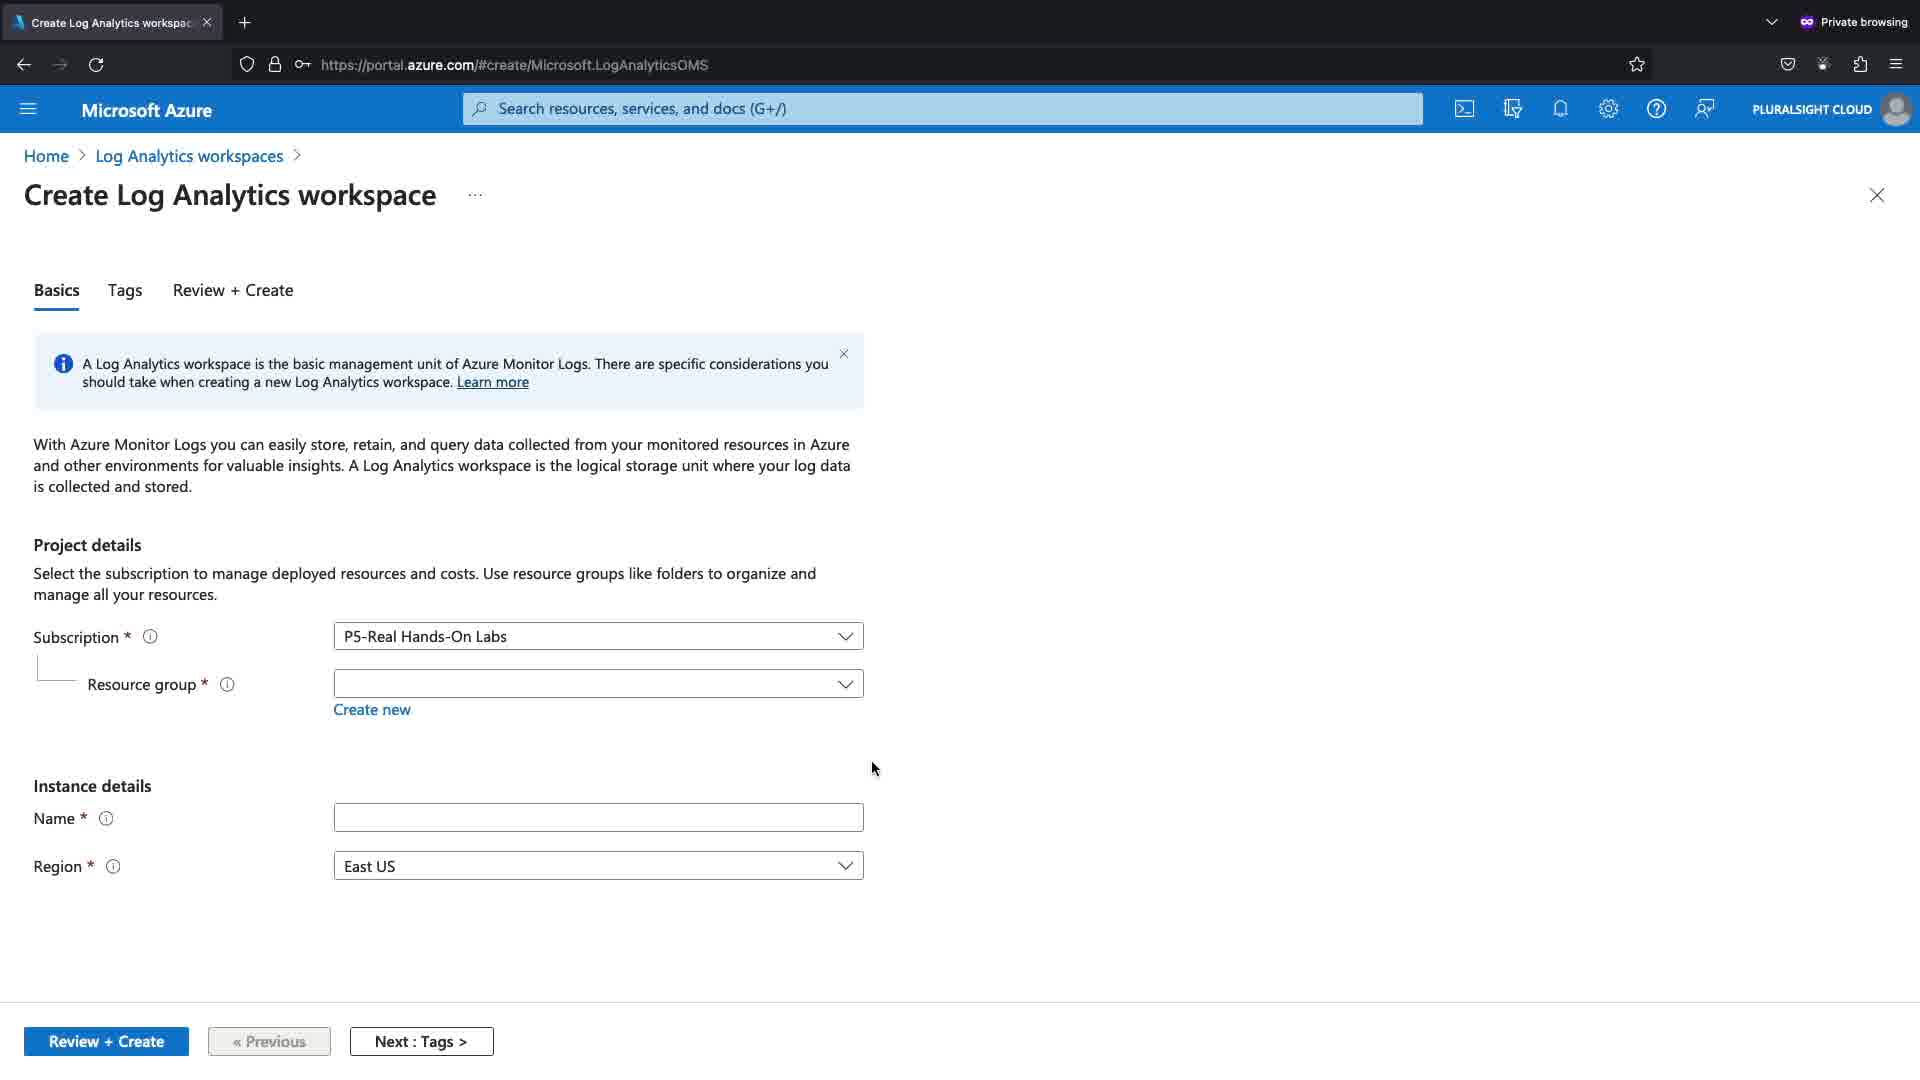 Create Log Analytics workspac
Private browsing
https://portal.azure.com/#create/Microsoft.LogAnalyticsOMS
Microsoft Azure
Search resources, services, and docs (G+/)
PLURALSIGHT CLOUD
Home > Log Analytics workspaces >
Create Log Analytics workspace ...
Basics Tags Review + Create
A Log Analytics workspace is the basic management unit of Azure Monitor Logs. There are specific considerations you
should take when creating a new Log Analytics workspace. Learn more
With Azure Monitor Logs you can easily store, retain, and query data collected from your monitored resources in Azure
and other environments for valuable insights. A Log Analytics workspace is the logical storage unit where your log data
is collected and stored.
Project details
Select the subscription to manage deployed resources and costs. Use resource groups like folders to organize and
manage all your resources.
Subscription *
P5-Real Hands-On Labs
Resource group *
Create new
Instance details
Name *
Region *
East US
Review + Create
« Previous
Next : Tags >